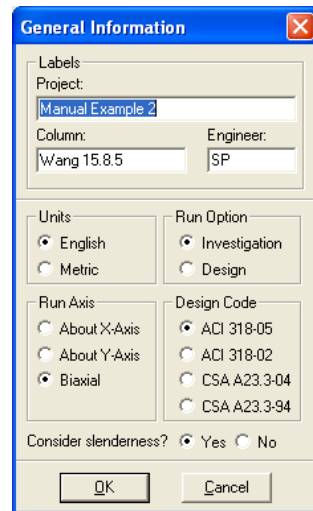 General Information
Labels
Project:
Manual Example 2
Column: Engineer:
Wang 15.8.5 SP
Units Run Option
English Investigation
Metric Design
Run Axis Design Code
About X-Axis ACI 318-05
About Y-Axis ACI 318-02
Biaxial CSA A23.3-04
CSA A23.3-94
Consider slenderness? Yes No
OK Cancel